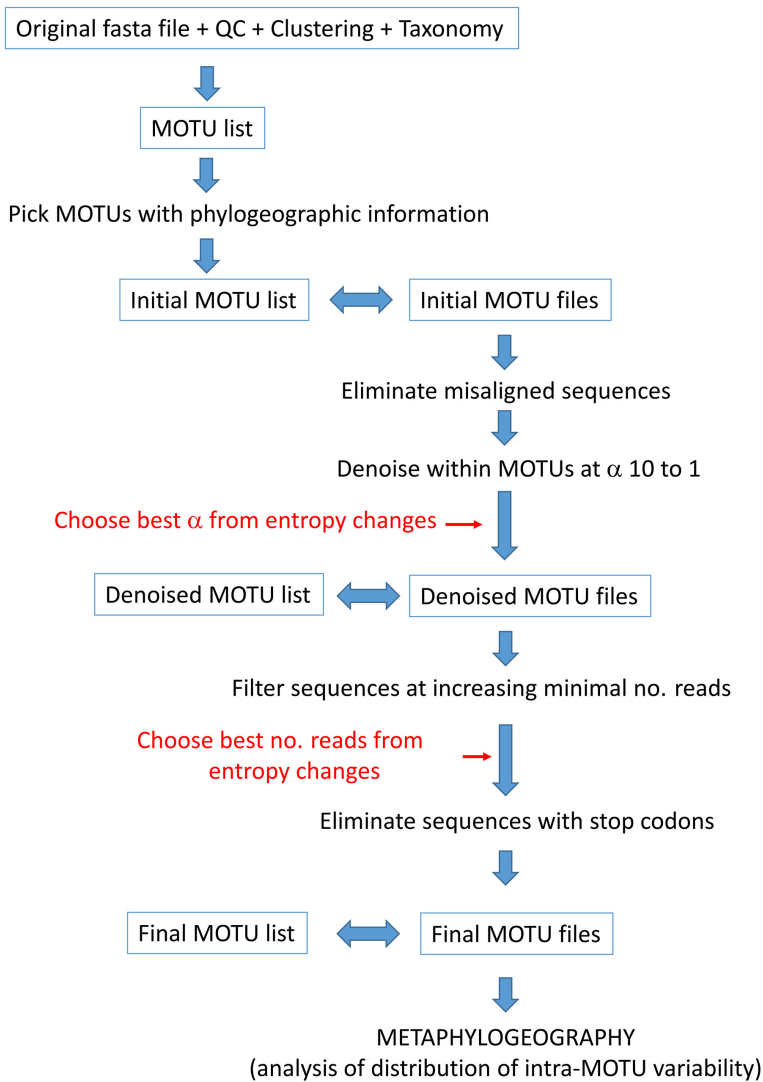 Original fasta file + QC + Clustering + Taxonomy
MOTU list
Pick MOTUs with phylogeographic information
Initial MOTU list
Initial MOTU files
Eliminate misaligned sequences
Denoise within MOTUs at α 10 to 1
Choose best α from entropy changes
Denoised MOTU list
Denoised MOTU files
Filter sequences at increasing minimal no. reads
Choose best no. reads from
entropy changes
Eliminate sequences with stop codons
Final MOTU list
Final MOTU files
METAPHYLOGEOGRAPHY
(analysis of distribution of intra-MOTU variability)